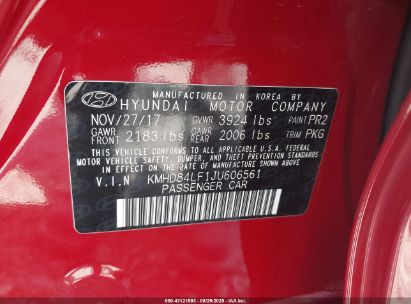 MANUFACTURED IN KOREA BY
HYUNDAI MOTOR COMPANY
NOV/27/17 GVWR 3924 lbs PAINT PR2
GAWR FRONT 2183 lbs GAWR REAR 2006 lbs TRIM PKG
THIS VEHICLE CONFORMS TO ALL APPLICABLE U.S.A. FEDERAL
MOTOR VEHICLE SAFETY, BUMPER, AND THEFT PREVENTION
STANDARDS IN EFFECT ON THE DATE OF MANUFACTURE SHOWN ABOVE.
V.I.N KMHD84LF1JU606561
PASSENGER CAR